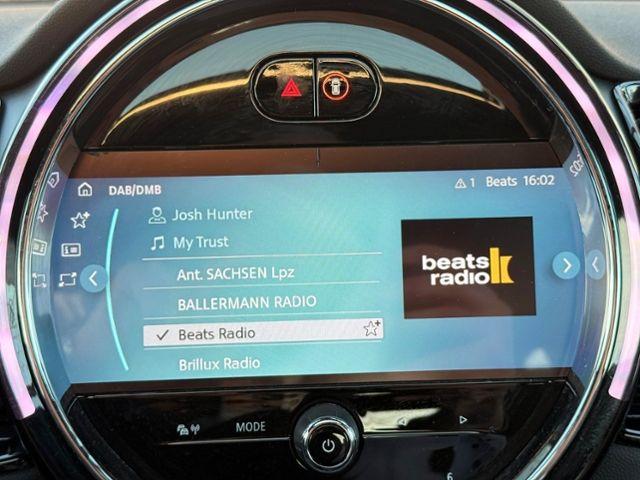 DAB/DMB
1 Beats 16:02
Josh Hunter
My Trust
Ant. SACHSEN Lpz
BALLERMANN RADIO
Beats Radio
Brillux Radio
beats
radio
MODE
6